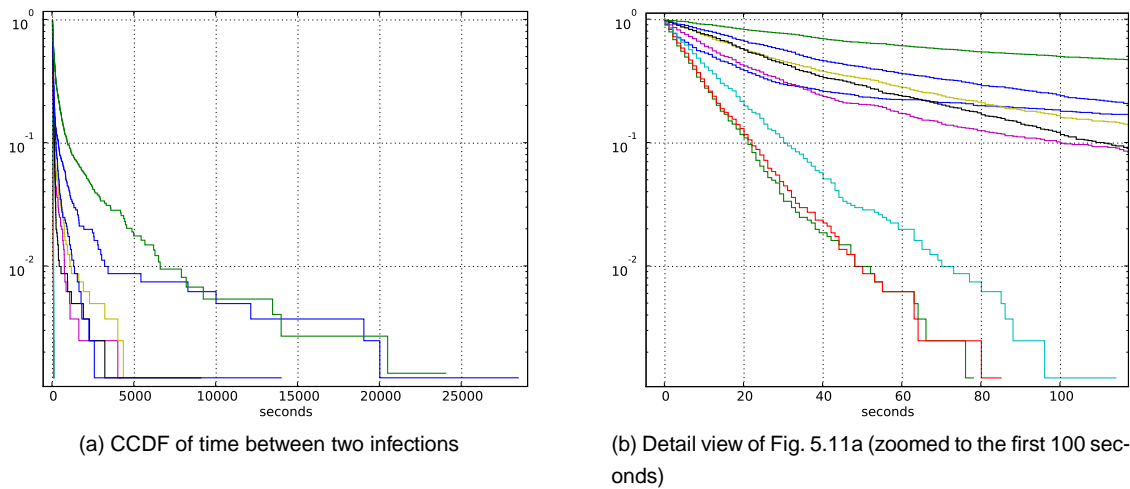 10^0
10^-1
10^-2
0 5000 10000 15000 20000 25000
seconds
(a) CCDF of time between two infections
10^0
10^-1
10^-2
0 20 40 60 80 100
seconds
(b) Detail view of Fig. 5.11a (zoomed to the first 100 sec-
onds)